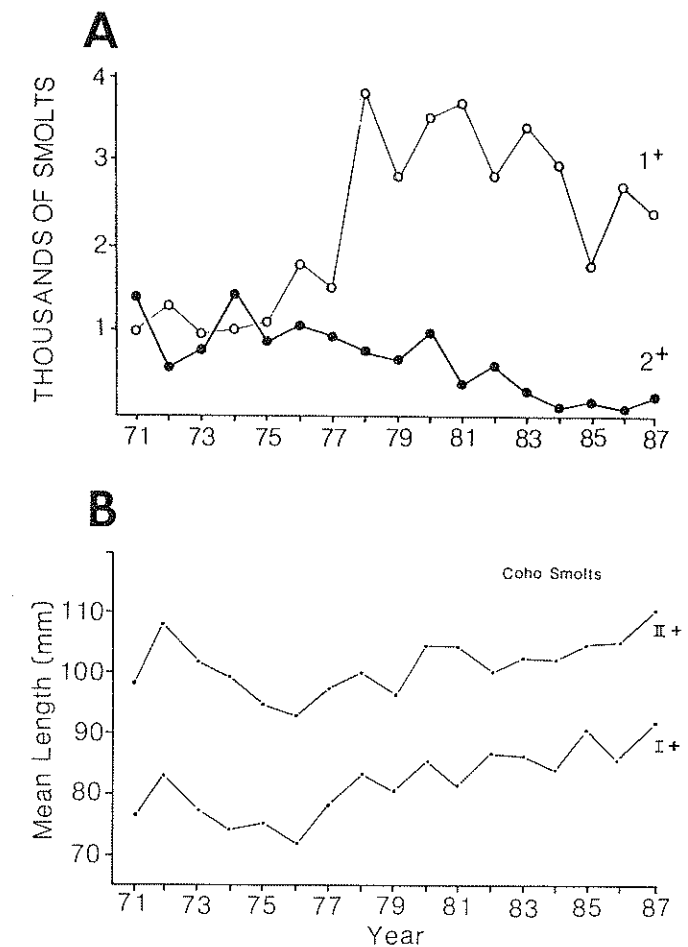 A
THOUSANDS OF SMOLTS
4
3
2
1
1+
2+
71 73 75 77 79 81 83 85 87
B
Coho Smolts
Mean Length (mm)
110
100
90
80
70
II+
I+
71 73 75 77 79 81 83 85 87
Year